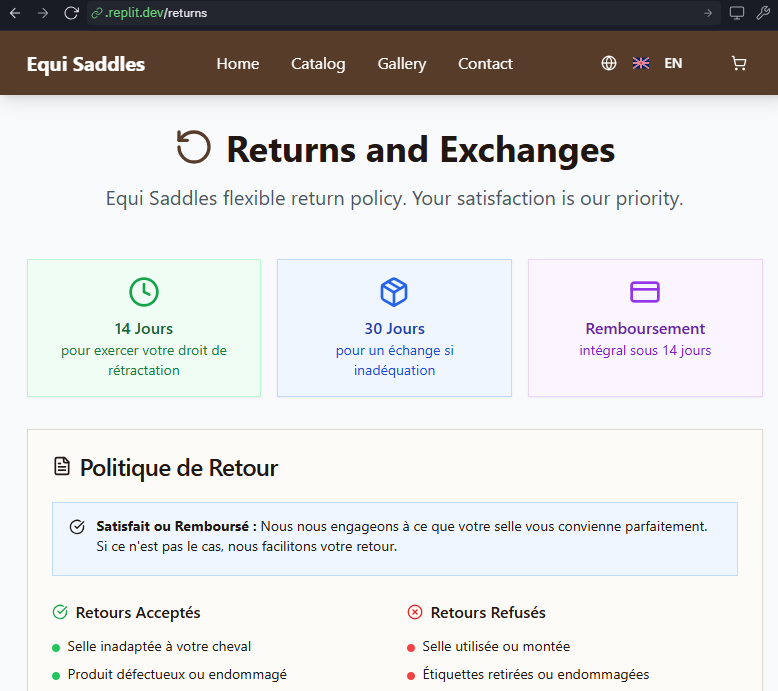 .replit.dev/returns
Equi Saddles
Home
Catalog
Gallery
Contact
EN
Returns and Exchanges
Equi Saddles flexible return policy. Your satisfaction is our priority.
14 Jours
pour exercer votre droit de
rétractation
30 Jours
pour un échange si
inadéquation
Remboursement
intégral sous 14 jours
Politique de Retour
Satisfait ou Remboursé : Nous nous engageons à ce que votre selle vous convienne parfaitement.
Si ce n'est pas le cas, nous facilitons votre retour.
Retours Acceptés
Selle inadaptée à votre cheval
Produit défectueux ou endommagé
Retours Refusés
Selle utilisée ou montée
Étiquettes retirées ou endommagées